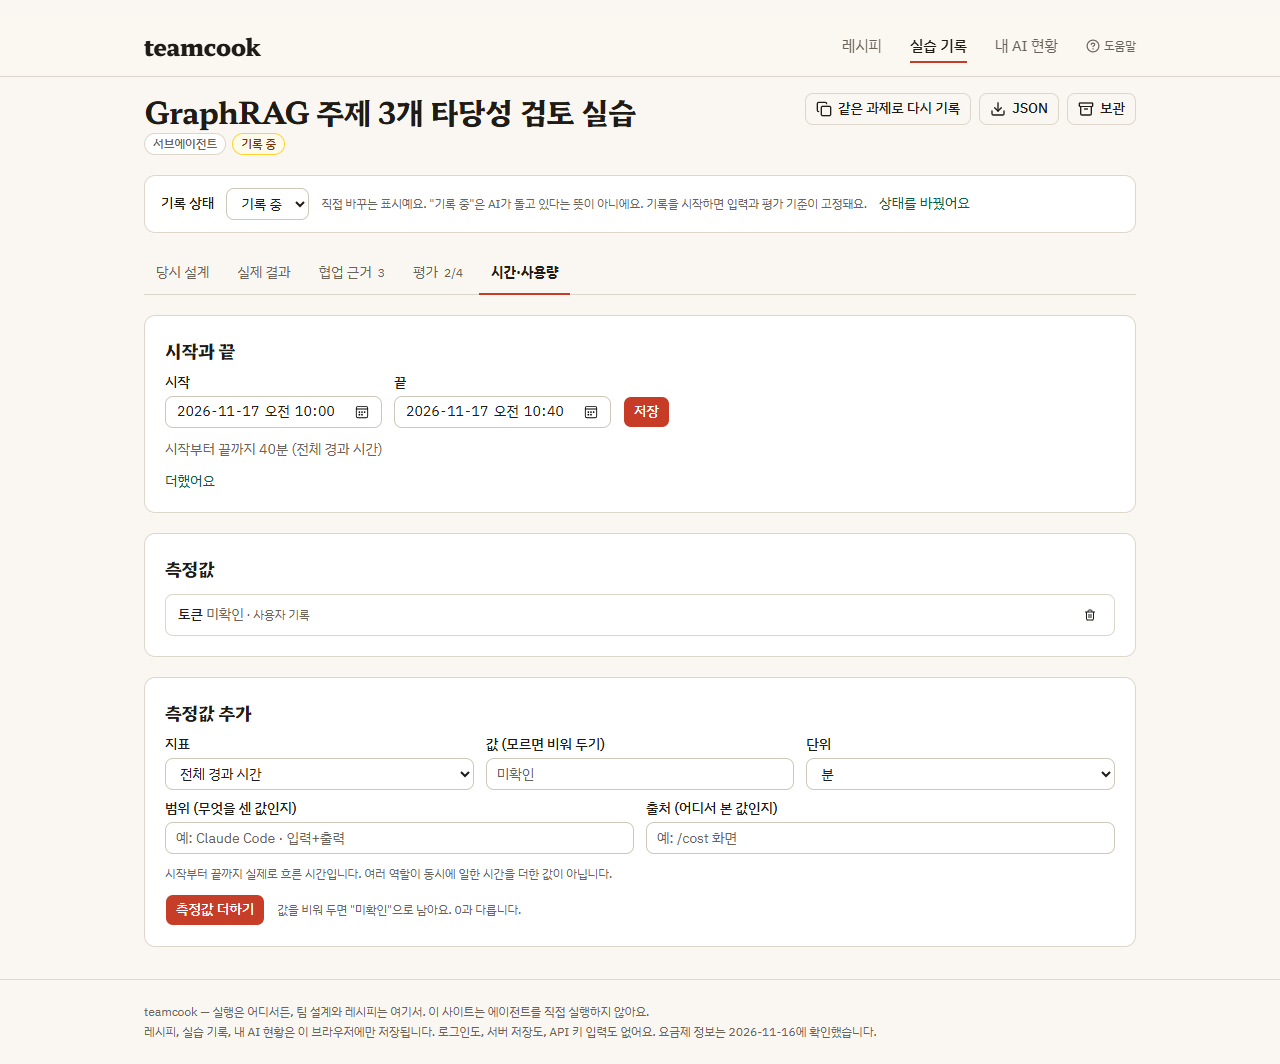 teamcook
레시피 실습 기록 내 AI 현황 도움말
GraphRAG 주제 3개 타당성 검토 실습
같은 과제로 다시 기록 JSON 보관
서브에이전트 기록 중
기록 상태 기록 중 직접 바꾸는 표시예요. "기록 중"은 AI가 돌고 있다는 뜻이 아니에요. 기록을 시작하면 입력과 평가 기준이 고정돼요. 상태를 바꿨어요
당시 설계 실제 결과 협업 근거 3 평가 2/4 시간·사용량
시작과 끝
시작 끝
2026-11-17 오전 10:00 2026-11-17 오전 10:40 저장
시작부터 끝까지 40분 (전체 경과 시간)
더했어요
측정값
토큰 미확인 · 사용자 기록
측정값 추가
지표 값 (모르면 비워 두기) 단위
전체 경과 시간 미확인 분
범위 (무엇을 센 값인지) 출처 (어디서 본 값인지)
예: Claude Code · 입력+출력 예: /cost 화면
시작부터 끝까지 실제로 흐른 시간입니다. 여러 역할이 동시에 일한 시간을 더한 값이 아닙니다.
측정값 더하기 값을 비워 두면 "미확인"으로 남아요. 0과 다릅니다.
teamcook — 실행은 어디서든, 팀 설계와 레시피는 여기서. 이 사이트는 에이전트를 직접 실행하지 않아요.
레시피, 실습 기록, 내 AI 현황은 이 브라우저에만 저장됩니다. 로그인도, 서버 저장도, API 키 입력도 없어요. 요금제 정보는 2026-11-16에 확인했습니다.